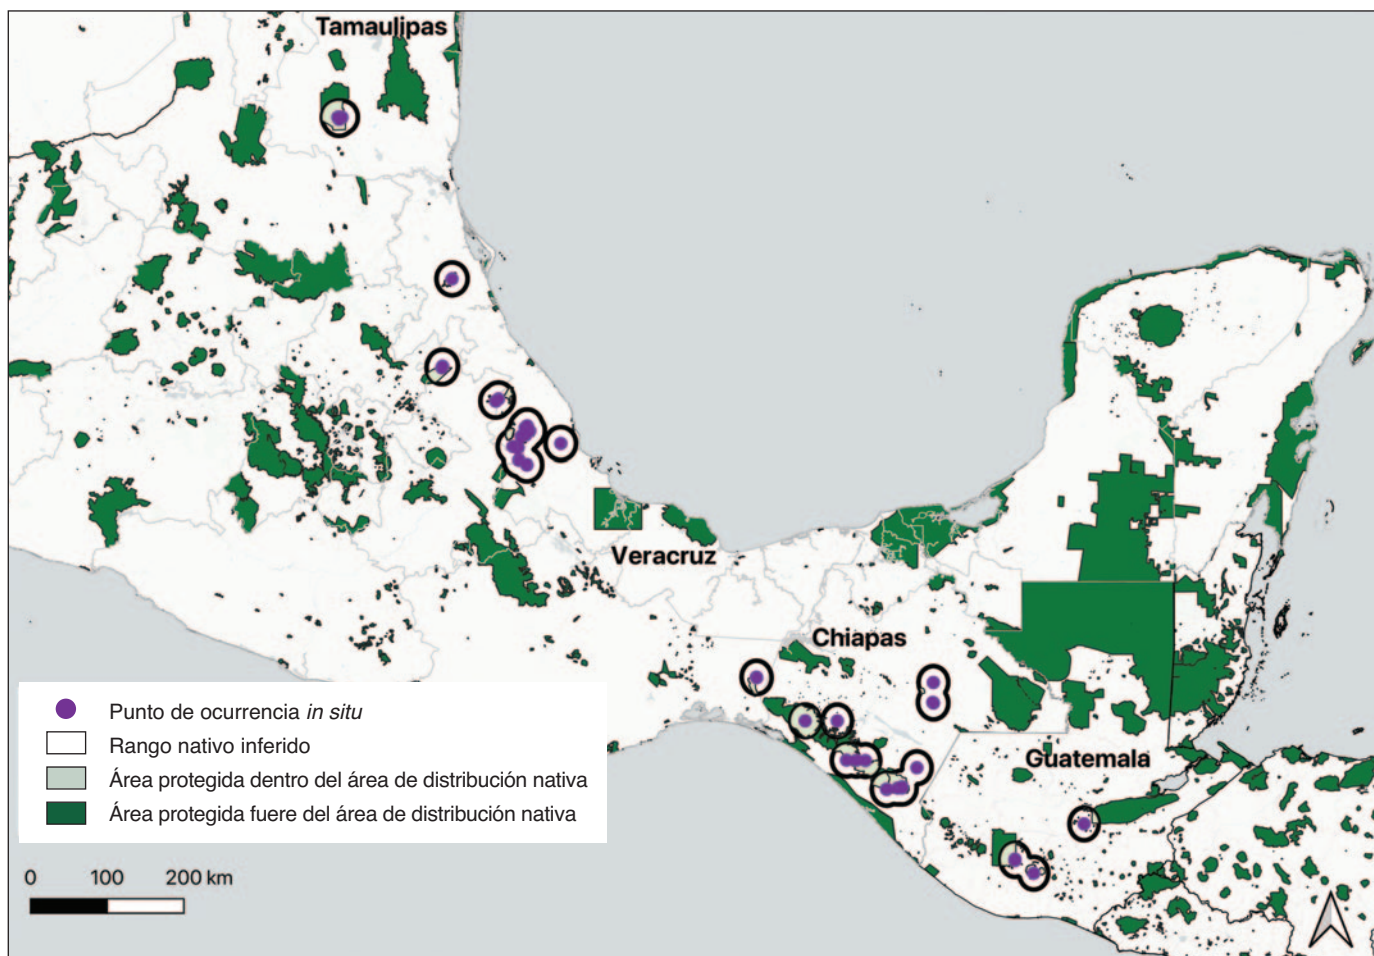 Tamaulipas
Veracruz
Chiapas
Guatemala
Punto de ocurrencia in situ
Rango nativo inferido
Área protegida dentro del área de distribución nativa
Área protegida fuere del área de distribución nativa
0 100 200 km